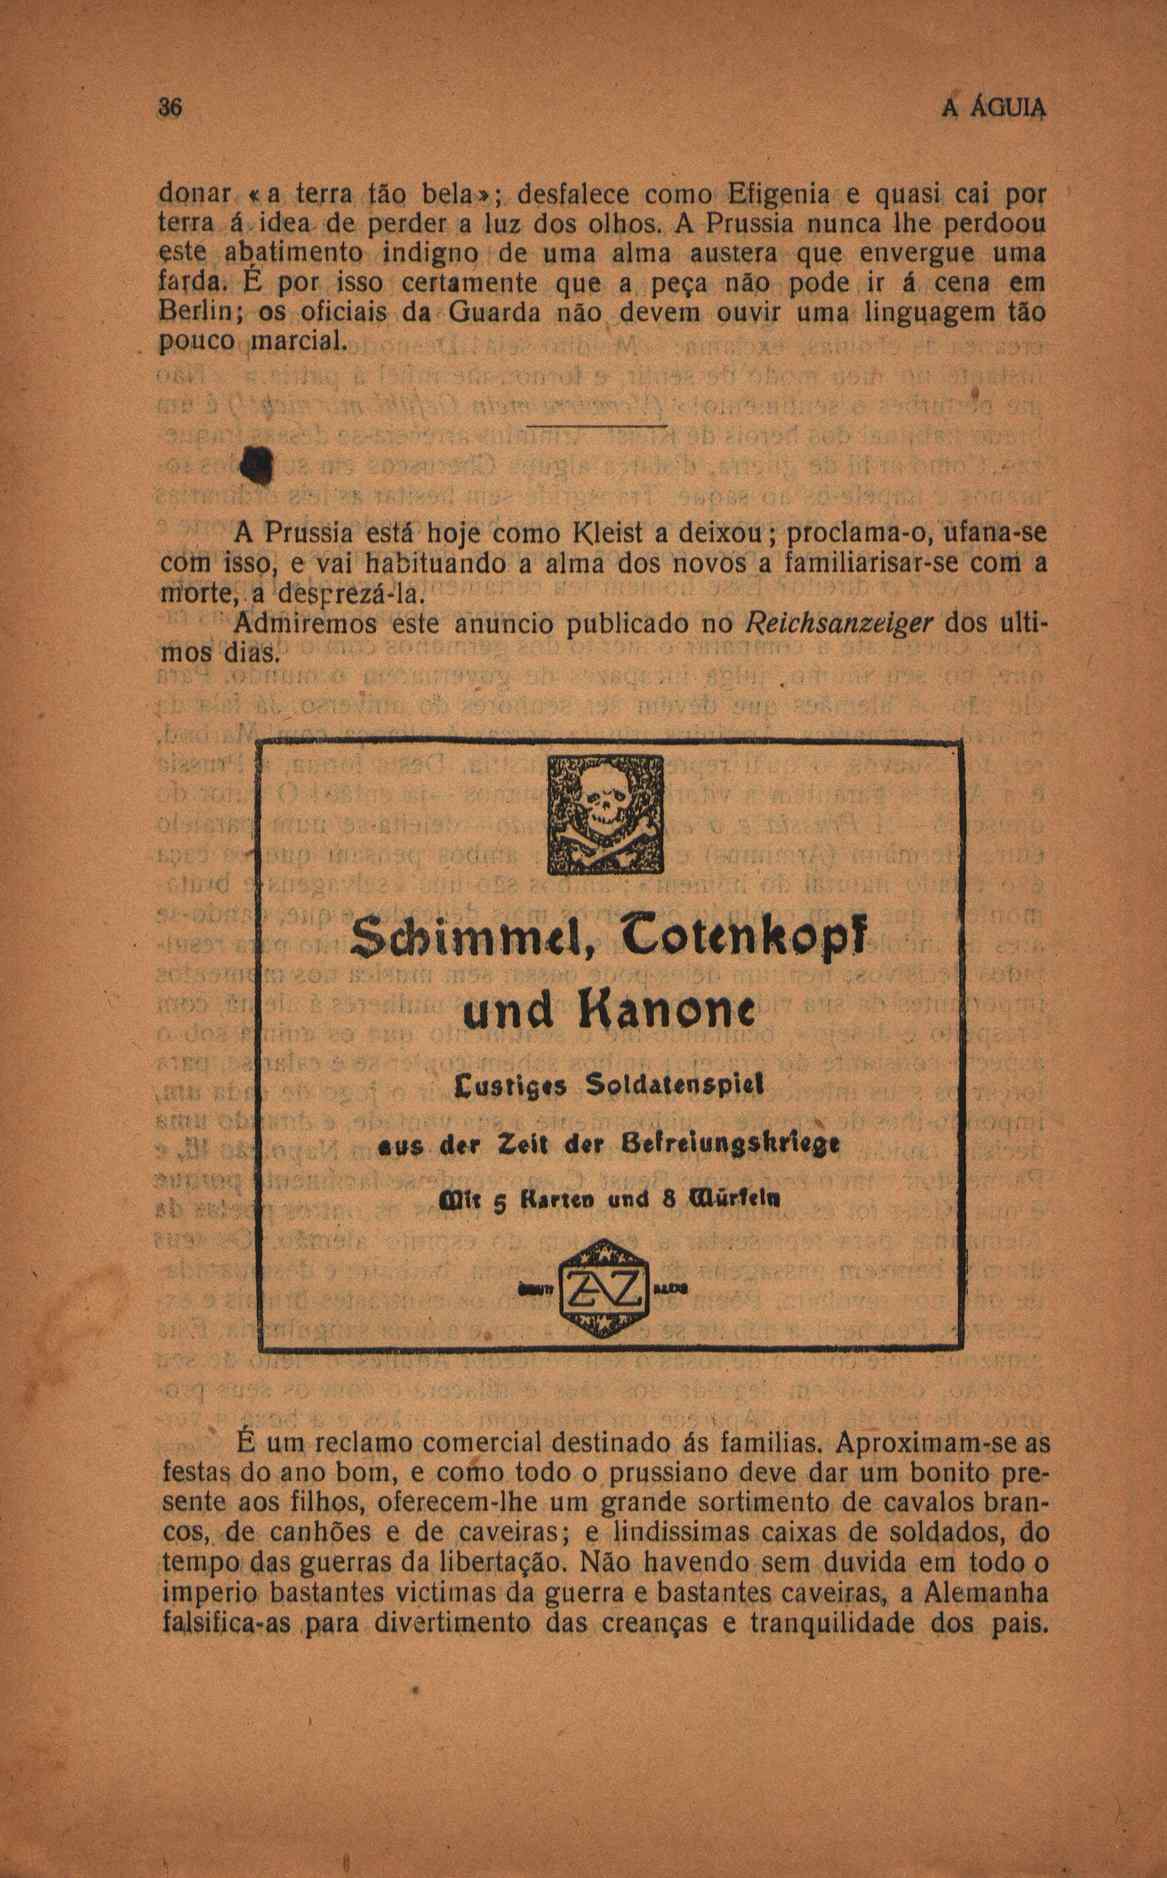 36
A ÁGUIA
donar «a terra tão bela»; desfalece como Efigenia e quasi cai por
terra á idea de perder a luz dos olhos. A Prussia nunca lhe perdoou
este abatimento indigno de uma alma austera que envergue uma
farda. É por isso certamente que a peça não pode ir á cena em
Berlin; os oficiais da Guarda não devem ouvir uma linguagem tão
pouco marcial.
A Prussia está hoje como Kleist a deixou; proclama-o, ufana-se
com isso, e vai habituando a alma dos novos a familiarisar-se com a
morte, a desprezá-la.
Admiremos este anuncio publicado no Reichsanzeiger dos ulti-
mos dias.
Schimmel, Totenkopf
und Kanone
Lustiges Soldatenspiel
aus der Zeit der Befreiungskriege
Mit 5 Karten und 8 Würfeln
ZAZ
É um reclamo comercial destinado ás familias. Aproximam-se as
festas do ano bom, e como todo o prussiano deve dar um bonito pre-
sente aos filhos, oferecem-lhe um grande sortimento de cavalos bran-
cos, de canhões e de caveiras; e lindissimas caixas de soldados, do
tempo das guerras da libertação. Não havendo sem duvida em todo o
imperio bastantes victimas da guerra e bastantes caveiras, a Alemanha
falsifica-as para divertimento das creanças e tranquilidade dos pais.